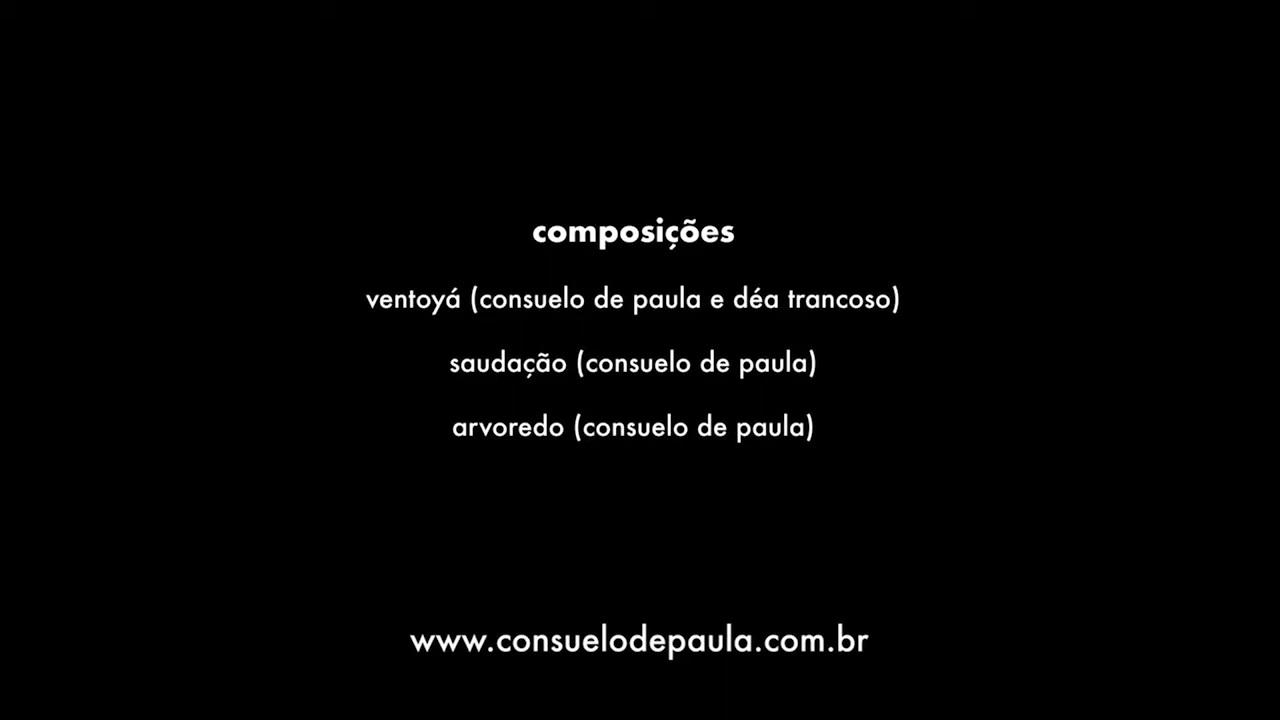 composições
ventoyá (consuelo de paula e déa trancoso)
saudação (consuelo de paula)
arvoredo (consuelo de paula)
www.consuelodepaula.com.br